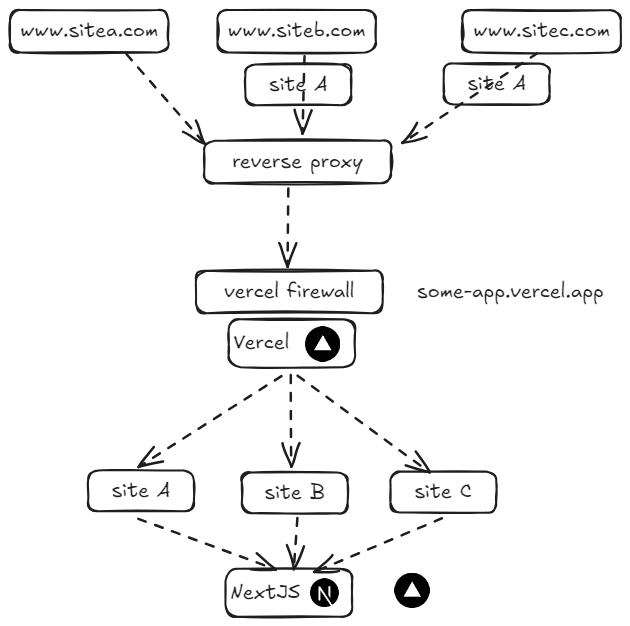 www.sitea.com
www.siteb.com
www.sitec.com
site A
site A
reverse proxy
vercel firewall
some-app.vercel.app
Vercel
site A
site B
site C
NextJS N